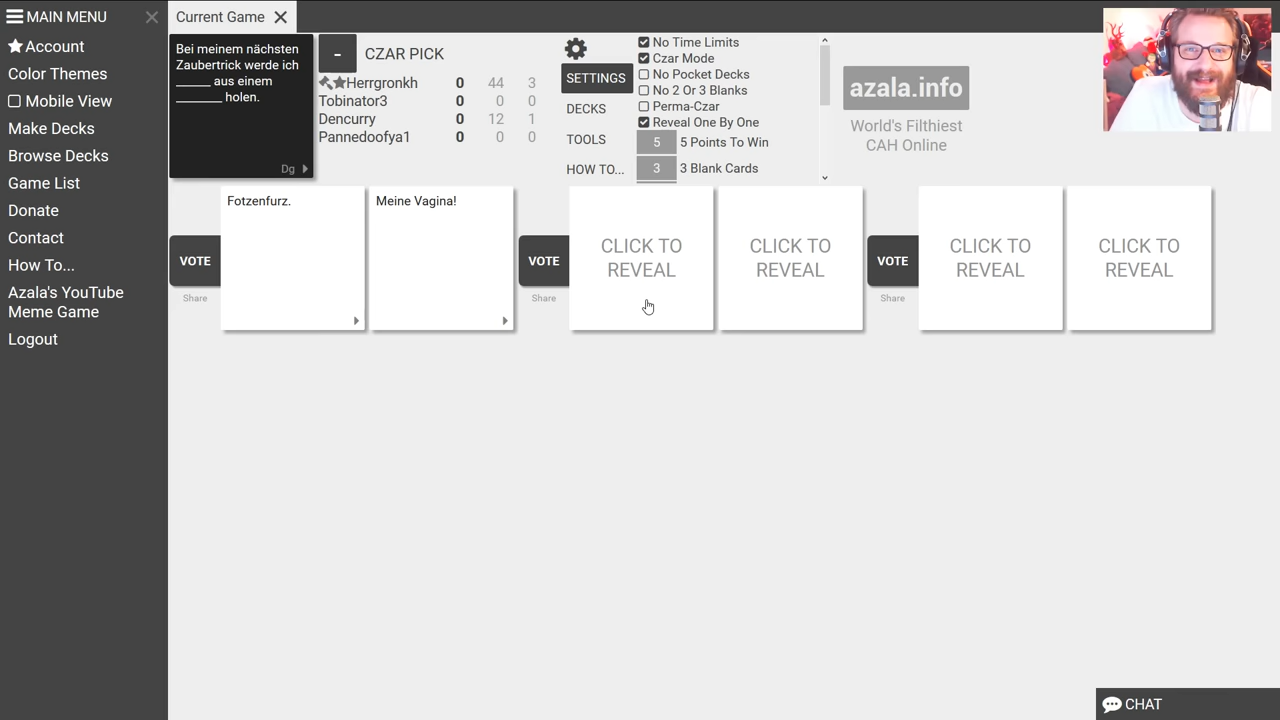 MAIN MENU
Account
Color Themes
Mobile View
Make Decks
Browse Decks
Game List
Donate
Contact
How To...
Azala's YouTube
Meme Game
Logout
Current Game
Bei meinem nächsten
Zaubertrick werde ich
______ aus einem
________ holen.
Dg
-
CZAR PICK
Herrgronkh 0 44 3
Tobinator3 0 0 0
Dencurry 0 12 1
Pannedoofya1 0 0 0
SETTINGS
DECKS
TOOLS
HOW TO...
No Time Limits
Czar Mode
No Pocket Decks
No 2 Or 3 Blanks
Perma-Czar
Reveal One By One
5 5 Points To Win
3 3 Blank Cards
azala.info
World's Filthiest
CAH Online
VOTE
Share
Fotzenfurz.
Meine Vagina!
VOTE
Share
CLICK TO
REVEAL
CLICK TO
REVEAL
VOTE
Share
CLICK TO
REVEAL
CLICK TO
REVEAL
CHAT